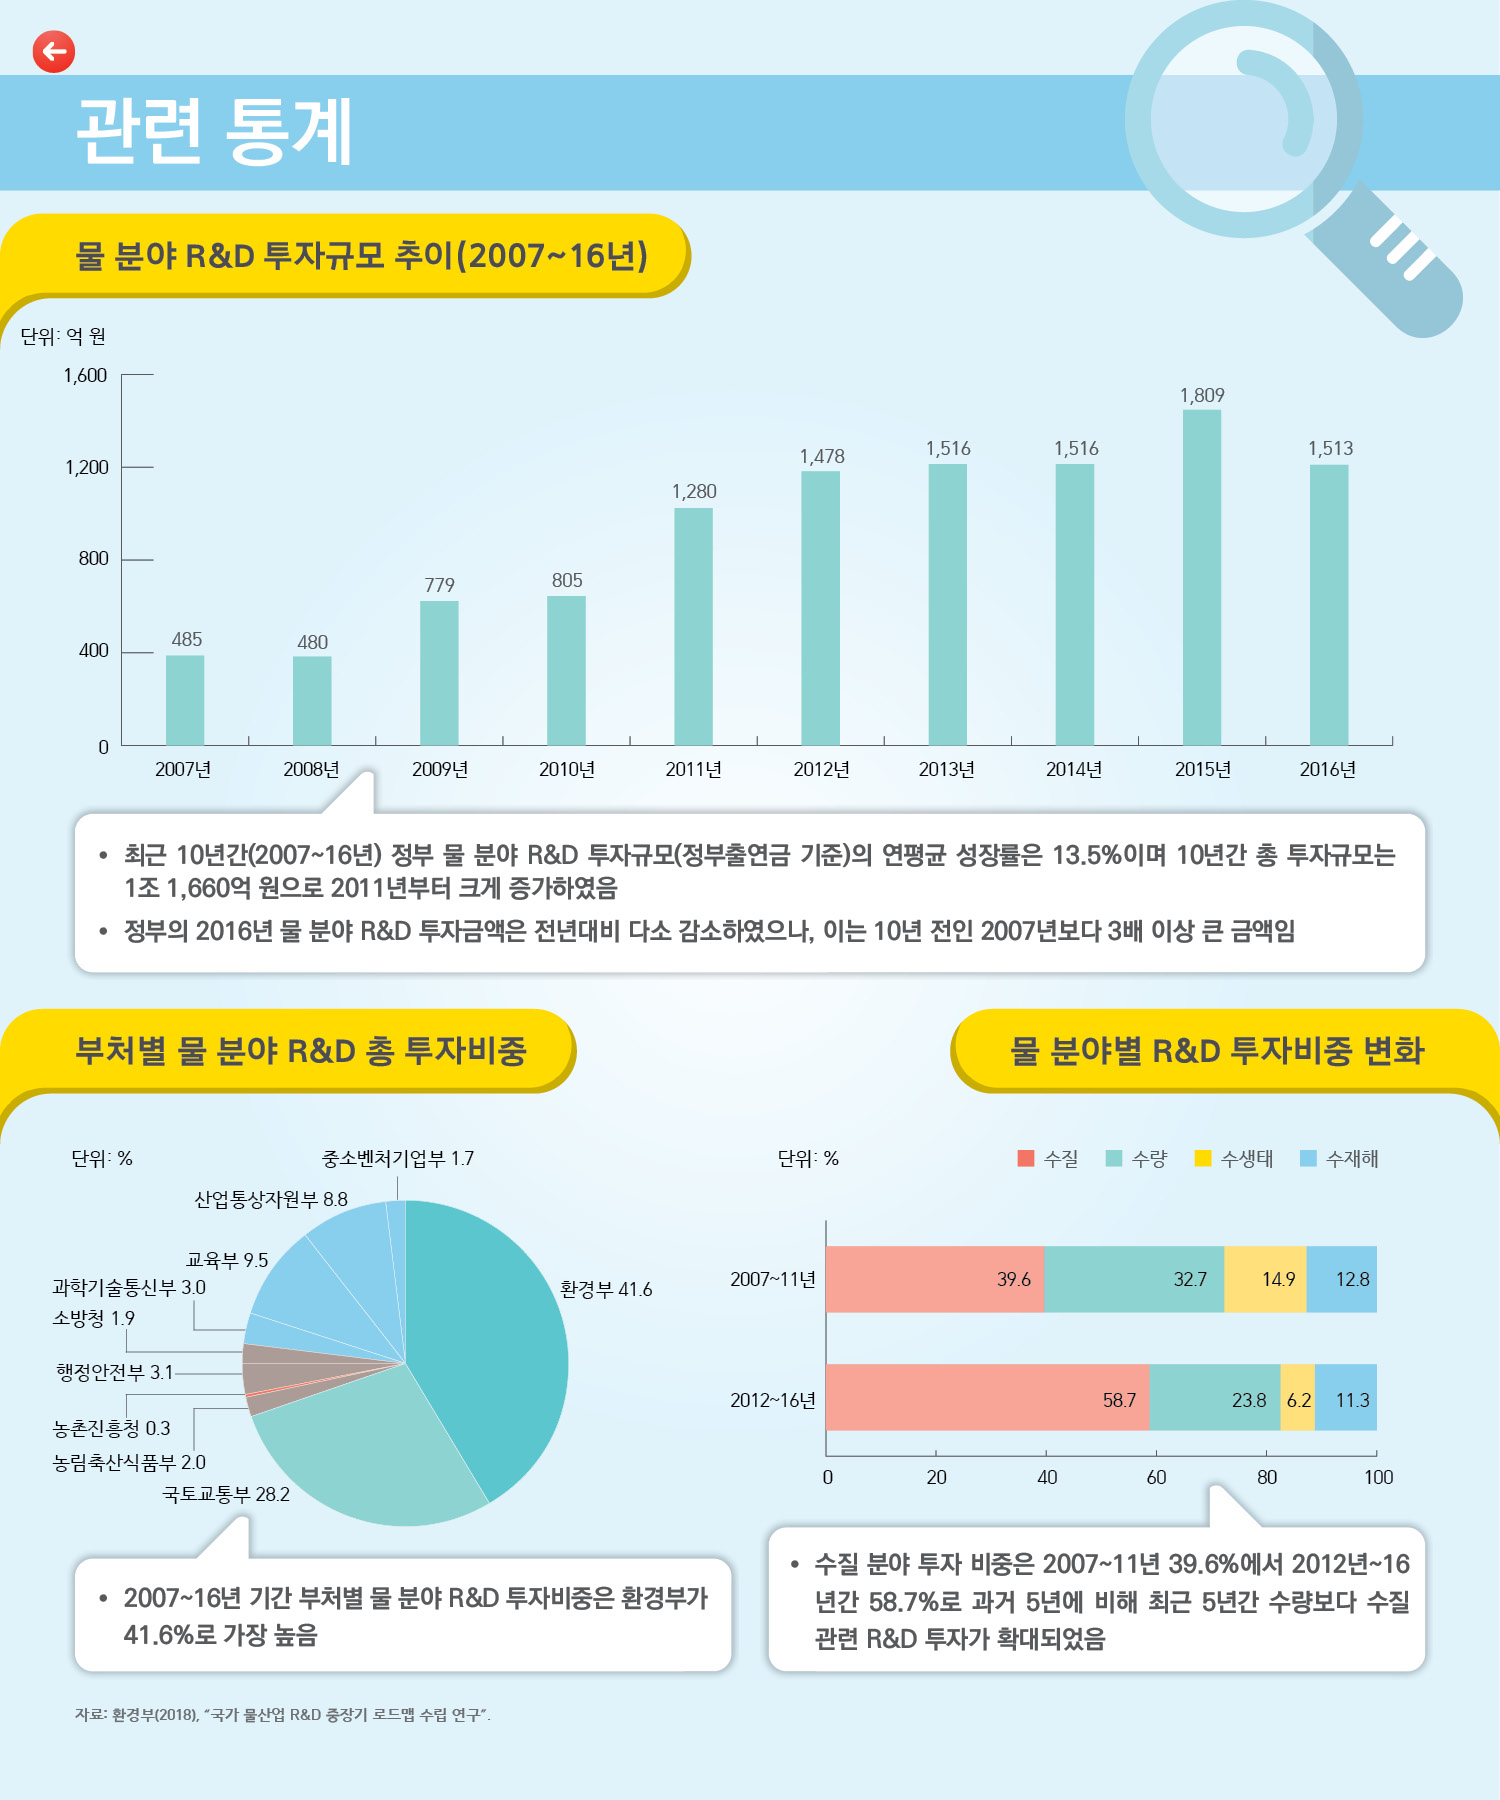 관련 통계
물 분야 R&D 투자규모 추이(2007~16년)
단위: 억 원
1,600
1,200
800
400
0
485
480
779
805
1,280
1,478
1,516
1,516
1,809
1,513
2007년
2008년
2009년
2010년
2011년
2012년
2013년
2014년
2015년
2016년
• 최근 10년간(2007~16년) 정부 물 분야 R&D 투자규모(정부출연금 기준)의 연평균 성장률은 13.5%이며 10년간 총 투자규모는
1조 1,660억 원으로 2011년부터 크게 증가하였음
• 정부의 2016년 물 분야 R&D 투자금액은 전년대비 다소 감소하였으나, 이는 10년 전인 2007년보다 3배 이상 큰 금액임
부처별 물 분야 R&D 총 투자비중
단위: %
중소벤처기업부 1.7
산업통상자원부 8.8
교육부 9.5
과학기술통신부 3.0
소방청 1.9
행정안전부 3.1
농촌진흥청 0.3
농림축산식품부 2.0
국토교통부 28.2
환경부 41.6
• 2007~16년 기간 부처별 물 분야 R&D 투자비중은 환경부가
41.6%로 가장 높음
물 분야별 R&D 투자비중 변화
단위: %
수질
수량
수생태
수재해
2007~11년
39.6
32.7
14.9
12.8
2012~16년
58.7
23.8
6.2
11.3
0
20
40
60
80
100
• 수질 분야 투자 비중은 2007~11년 39.6%에서 2012년~16
년간 58.7%로 과거 5년에 비해 최근 5년간 수량보다 수질
관련 R&D 투자가 확대되었음
자료: 환경부(2018), “국가 물산업 R&D 중장기 로드맵 수립 연구”.